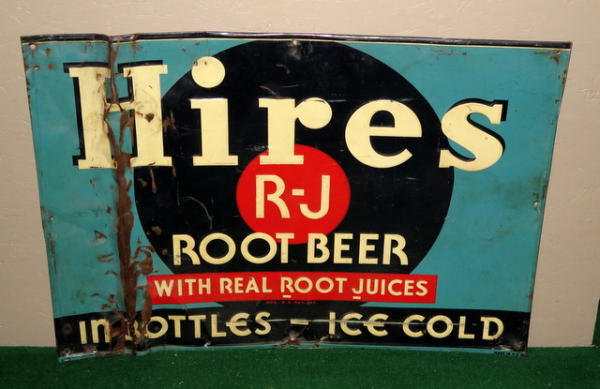 Hires
R-J
ROOT BEER
WITH REAL ROOT JUICES
IN BOTTLES – ICE COLD